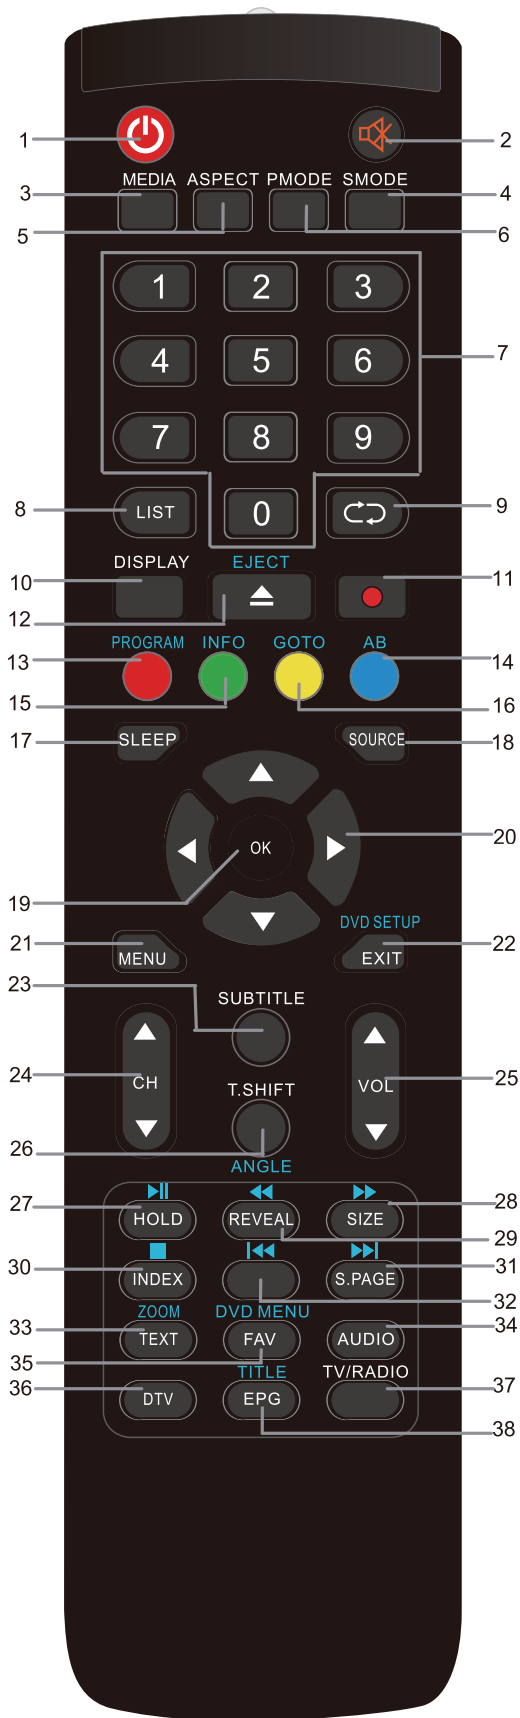 1
2
MEDIA ASPECT PMODE SMODE
3
4
5
6
1 2 3
7
4 5 6
7 8 9
8
LIST
0
9
DISPLAY
EJECT
10
11
12
PROGRAM INFO GOTO AB
13
14
15
16
17
SLEEP
SOURCE
18
OK
20
19
DVD SETUP
21
MENU
EXIT
22
23
SUBTITLE
24
CH
VOL
25
T.SHIFT
26
ANGLE
27
HOLD
REVEAL
SIZE
28
29
30
INDEX
S.PAGE
31
32
ZOOM
DVD MENU
33
TEXT
FAV
AUDIO
34
35
TITLE
TV/RADIO
36
DTV
EPG
37
38